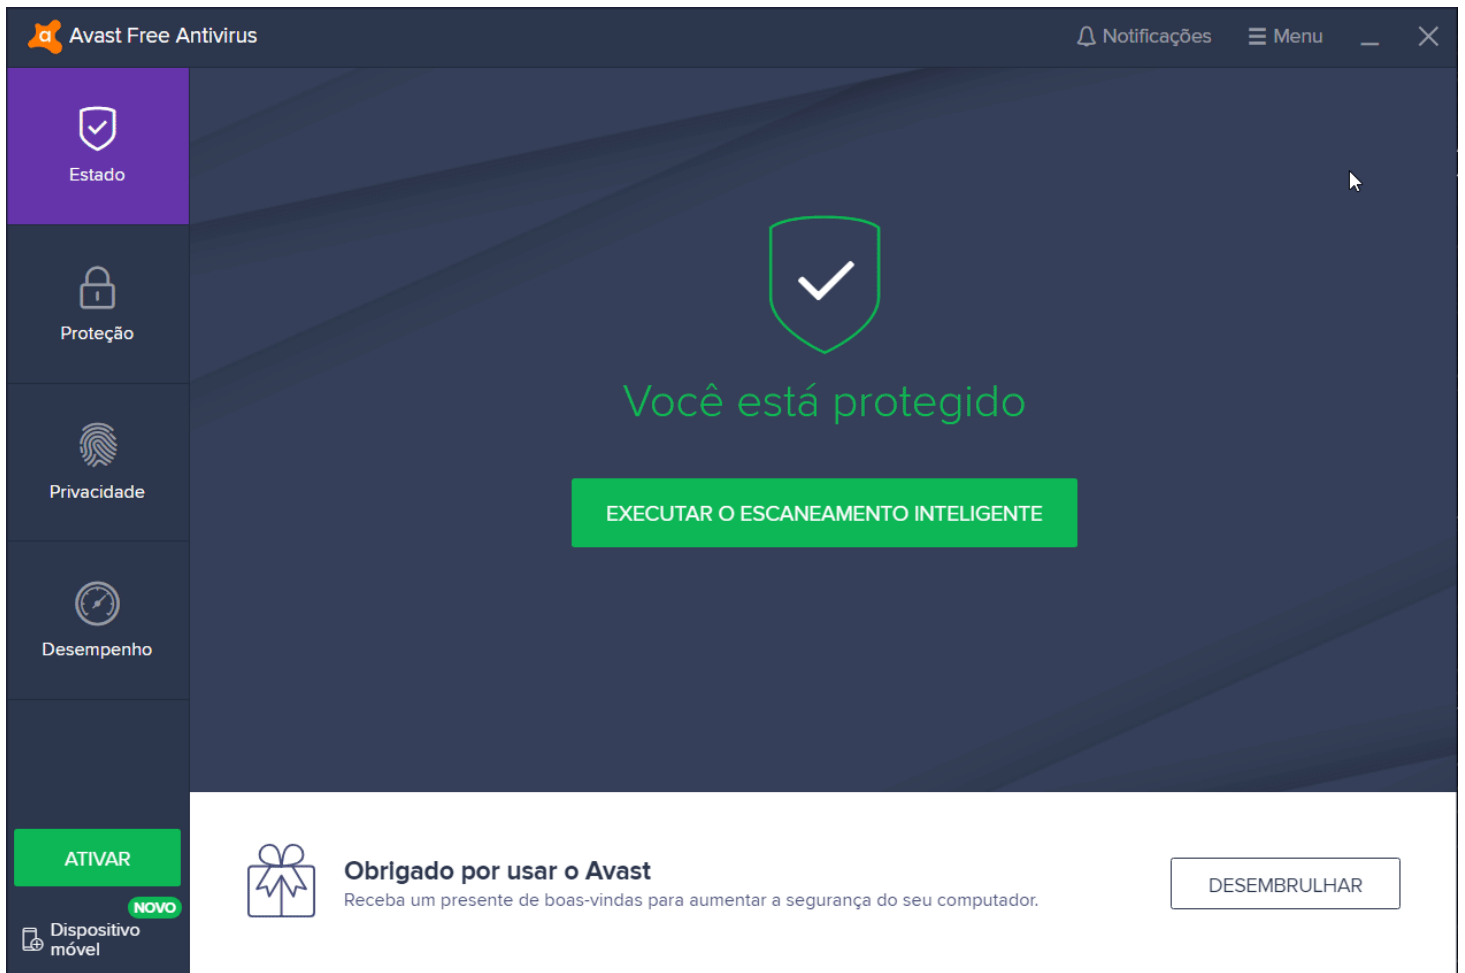 Avast Free Antivirus
Notificações
Menu
Estado
Proteção
Privacidade
Desempenho
Você está protegido
EXECUTAR O ESCANEAMENTO INTELIGENTE
ATIVAR
NOVO
Dispositivo
móvel
Obrigado por usar o Avast
Receba um presente de boas-vindas para aumentar a segurança do seu computador.
DESEMBRULHAR